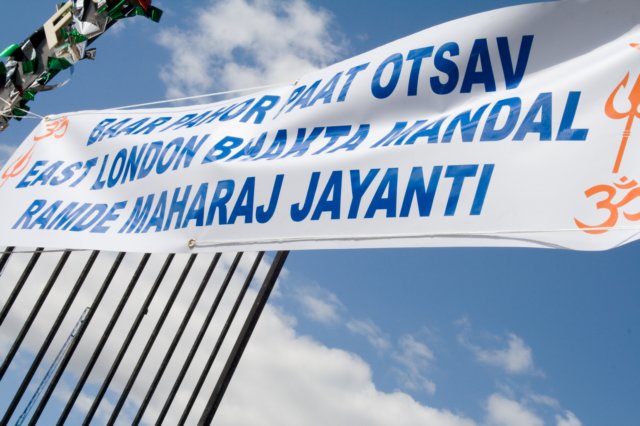 BAAR PAHOR PAAT OTSAV
EAST LONDON BHAKTA MANDAL
RAMDE MAHARAJ JAYANTI
ॐ
ॐ